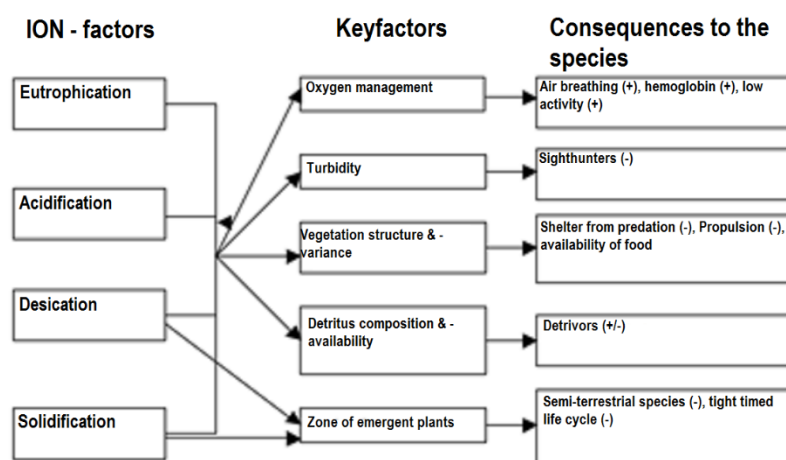 ION - factors
Keyfactors
Consequences to the
species
Eutrophication
Acidification
Desication
Solidification
Oxygen management
Turbidity
Vegetation structure & -
variance
Detritus composition & -
availability
Zone of emergent plants
Air breathing (+), hemoglobin (+), low
activity (+)
Sighthunters (-)
Shelter from predation (-), Propulsion (-),
availability of food
Detrivors (+/-)
Semi-terrestrial species (-), tight timed
life cycle (-)